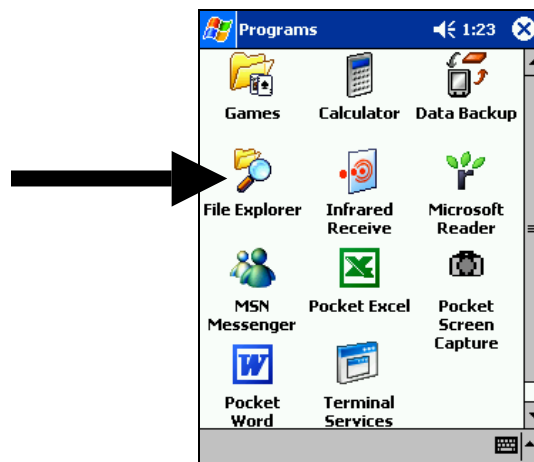 Programs 1:23
Games Calculator Data Backup
File Explorer Infrared Receive Microsoft Reader
MSN Messenger Pocket Excel Pocket Screen Capture
Pocket Word Terminal Services